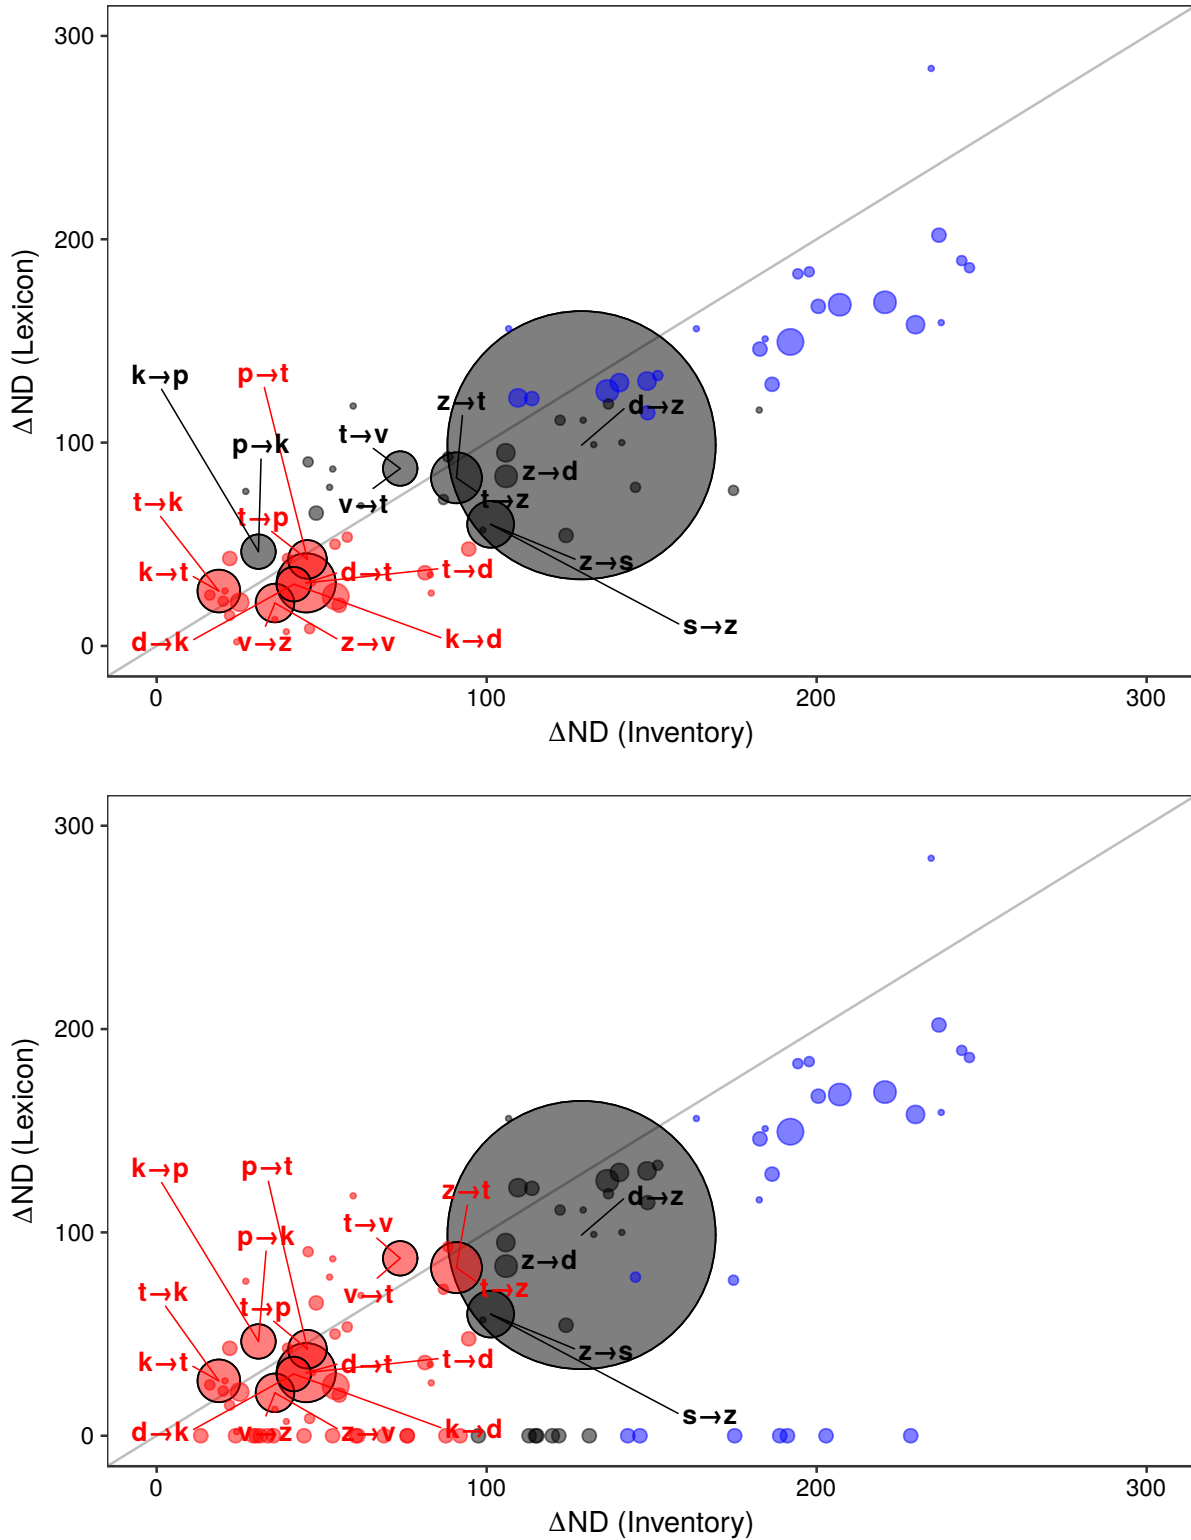 300
200
100
0
ΔND (Lexicon)
k→p
p→t
z→t
d→z
p→k
t→v
z→d
t→k
t→p
v→t
t→z
k→t
d→t
t→d
z→s
d→k
v→z
z→v
k→d
s→z
0 100 200 300
ΔND (Inventory)
300
200
100
0
ΔND (Lexicon)
k→p
p→t
z→t
d→z
p→k
t→v
z→d
t→k
t→p
v→t
t→z
k→t
d→t
t→d
z→s
d→k
v→z
z→v
k→d
s→z
0 100 200 300
ΔND (Inventory)